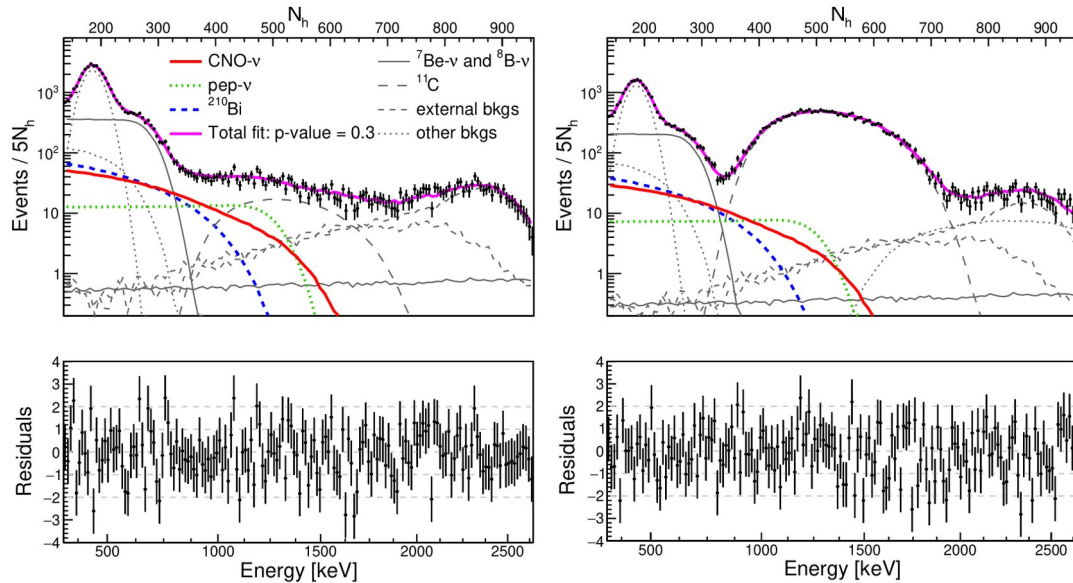 N_h
N_h
200 300 400 500 600 700 800 900
200 300 400 500 600 700 800 900
CNO-ν
pep-ν
²¹⁰Bi
Total fit: p-value = 0.3
⁷Be-ν and ⁸B-ν
¹¹C
external bkgs
other bkgs
Events / 5N_h
10³
10²
10
1
Events / 5N_h
10³
10²
10
1
Residuals
4
3
2
1
0
−1
−2
−3
−4
500 1000 1500 2000 2500
Energy [keV]
Residuals
4
3
2
1
0
−1
−2
−3
−4
500 1000 1500 2000 2500
Energy [keV]